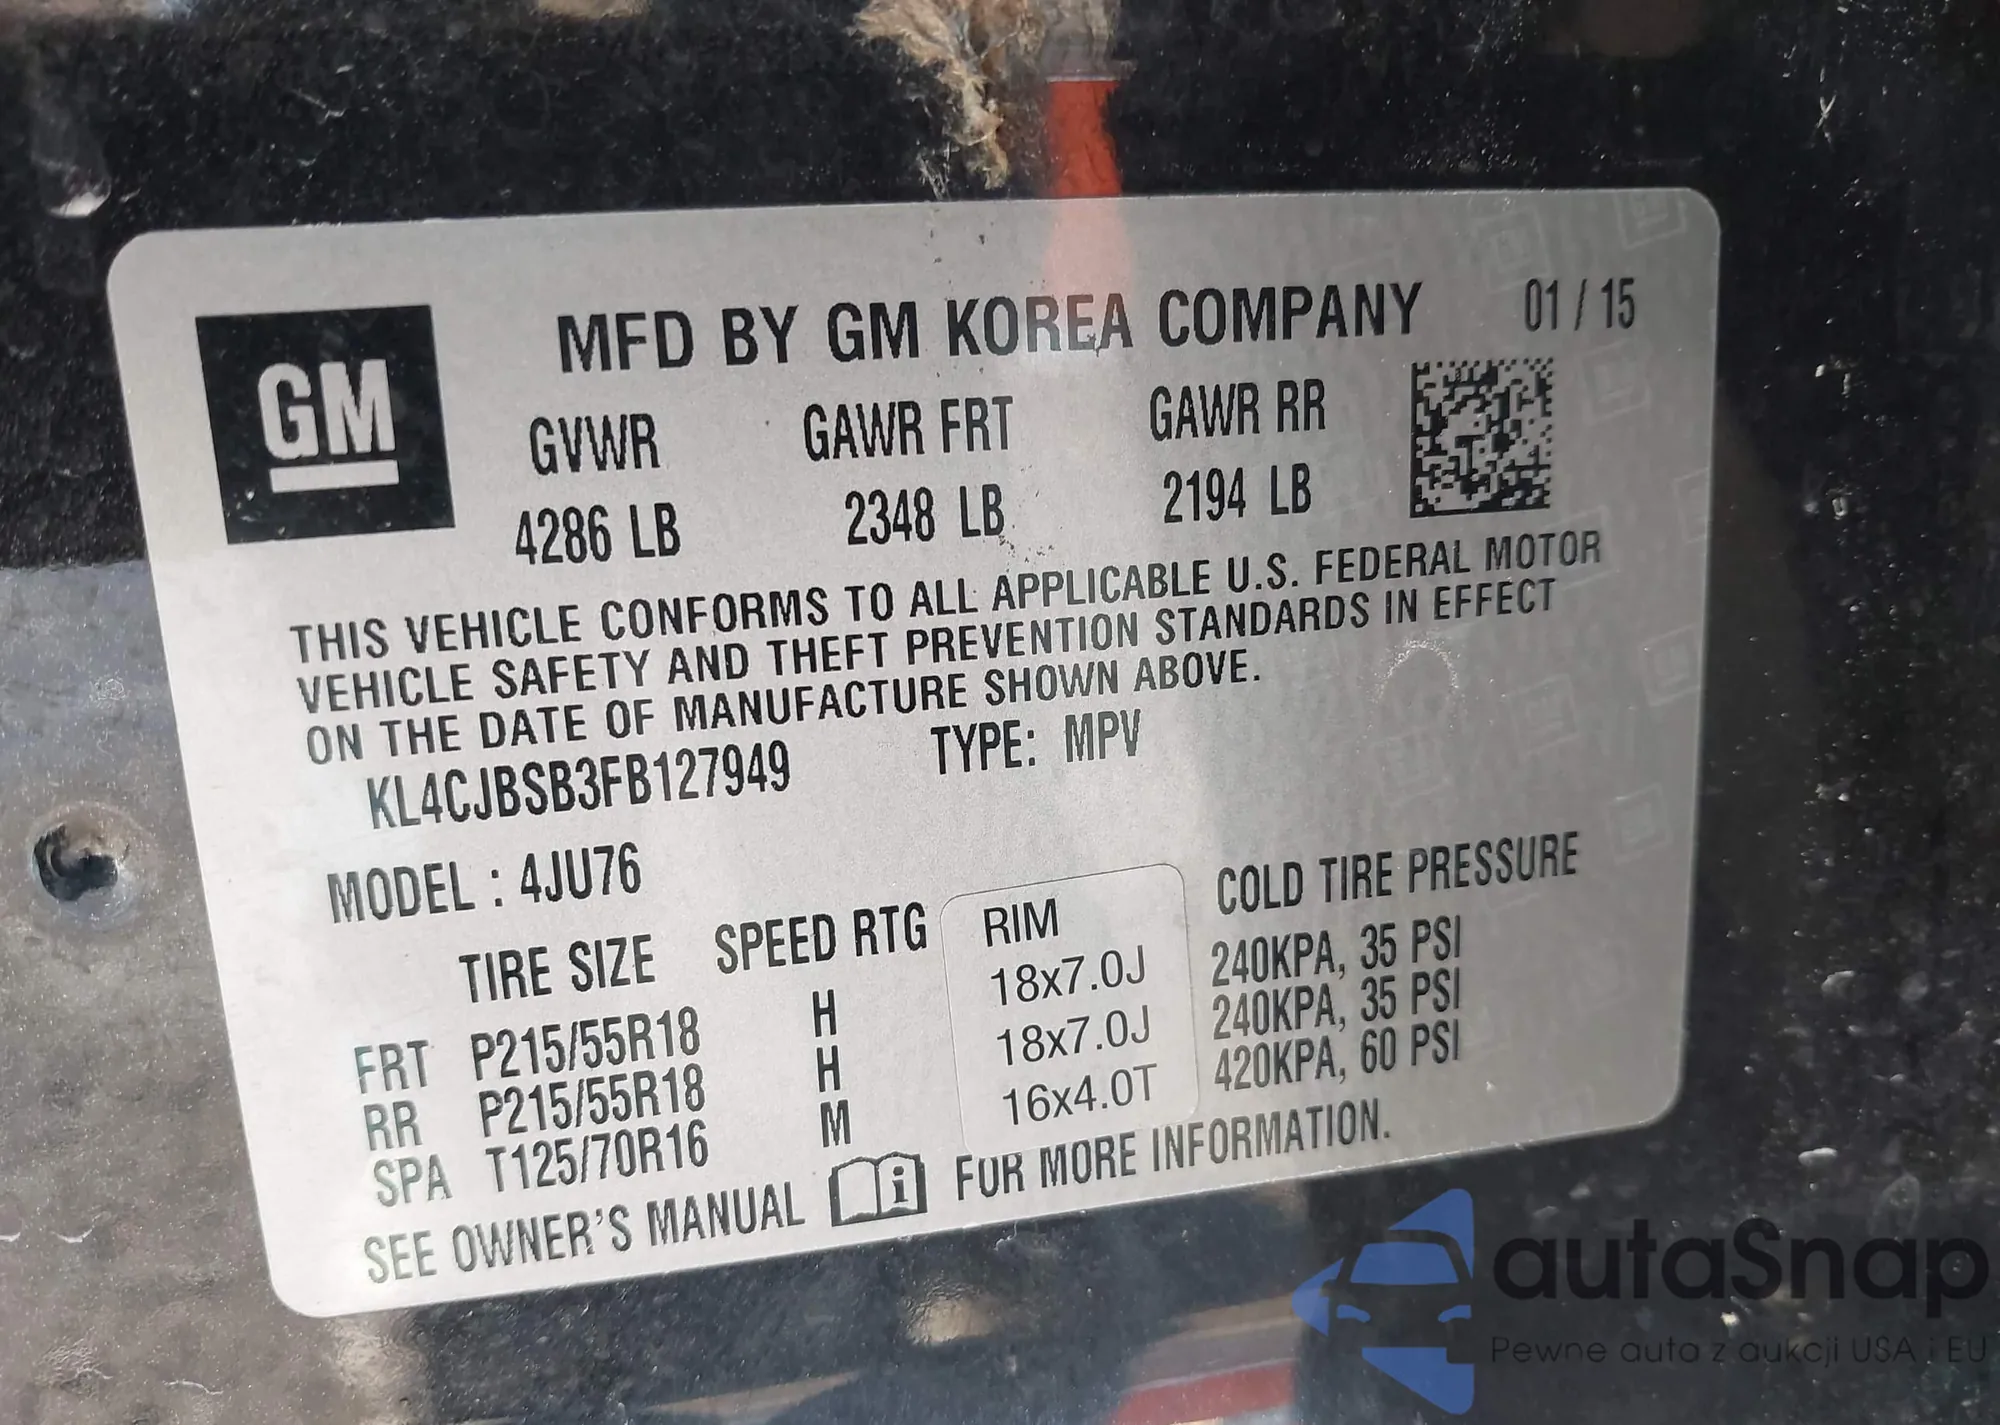 GM
MFD BY GM KOREA COMPANY 01 / 15
GVWR GAWR FRT GAWR RR
4286 LB 2348 LB 2194 LB
THIS VEHICLE CONFORMS TO ALL APPLICABLE U.S. FEDERAL MOTOR
VEHICLE SAFETY AND THEFT PREVENTION STANDARDS IN EFFECT
ON THE DATE OF MANUFACTURE SHOWN ABOVE.
KL4CJBSB3FB127949 TYPE: MPV
MODEL : 4JU76
TIRE SIZE SPEED RTG RIM COLD TIRE PRESSURE
FRT P215/55R18 H 18x7.0J 240KPA, 35 PSI
RR P215/55R18 H 18x7.0J 240KPA, 35 PSI
SPA T125/70R16 M 16x4.0T 420KPA, 60 PSI
SEE OWNER'S MANUAL i FOR MORE INFORMATION.
autaSnap
Pewne auta z aukcji USA i EU